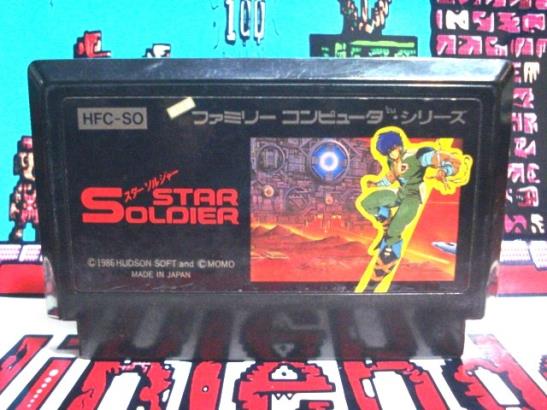 100
HFC-SO
ファミリー コンピュータ™・シリーズ
スターソルジャー
STAR
SOLDIER
©1986 HUDSON SOFT and ©MOMO
MADE IN JAPAN